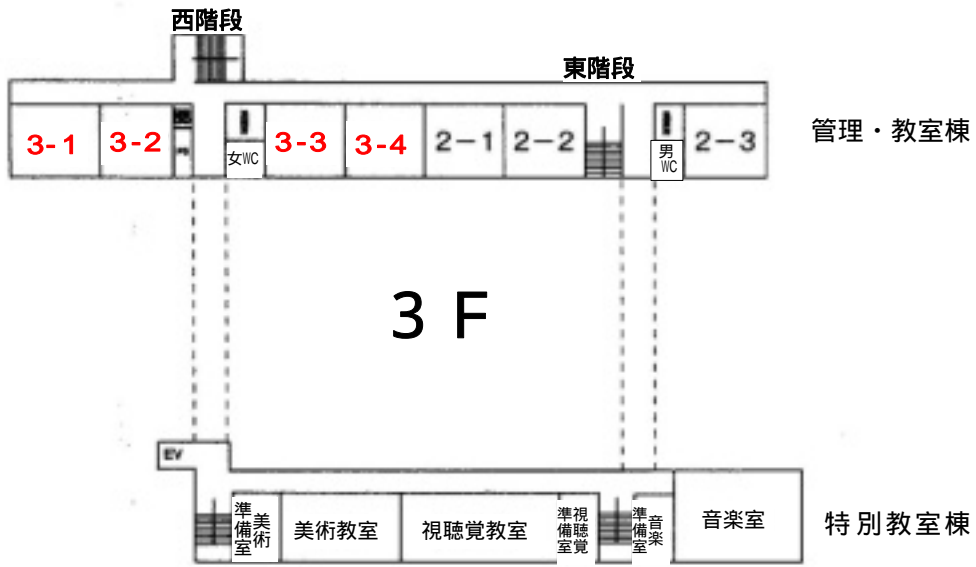 西階段
東階段
3-1
3-2
PS
女WC
3-3
3-4
2－1
2－2
男WC
2－3
管理・教室棟
３Ｆ
EV
美術準備室
美術教室
視聴覚教室
視聴覚準備室
音楽準備室
音楽室
特別教室棟